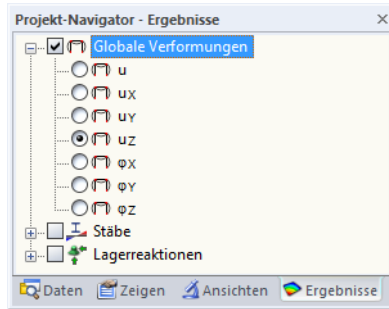 Projekt-Navigator - Ergebnisse
Globale Verformungen
u
uX
uY
uZ
φX
φY
φZ
Stäbe
Lagerreaktionen
Daten Zeigen Ansichten Ergebnisse